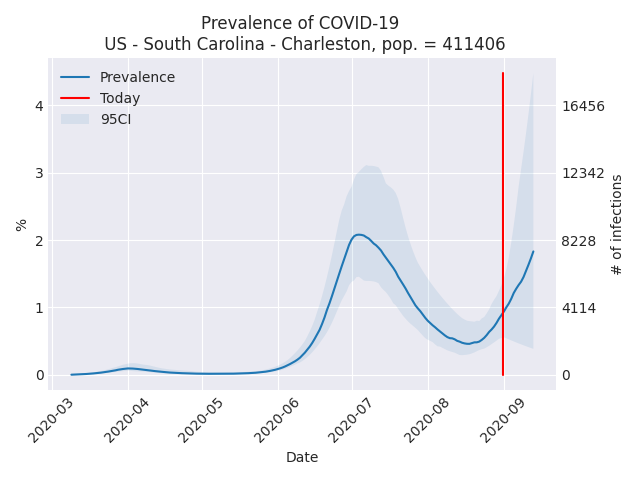 Prevalence of COVID-19
US - South Carolina - Charleston, pop. = 411406
Prevalence
Today
95CI
4
3
2
1
0
%
16456
12342
8228
4114
0
# of infections
2020-03
2020-04
2020-05
2020-06
2020-07
2020-08
2020-09
Date